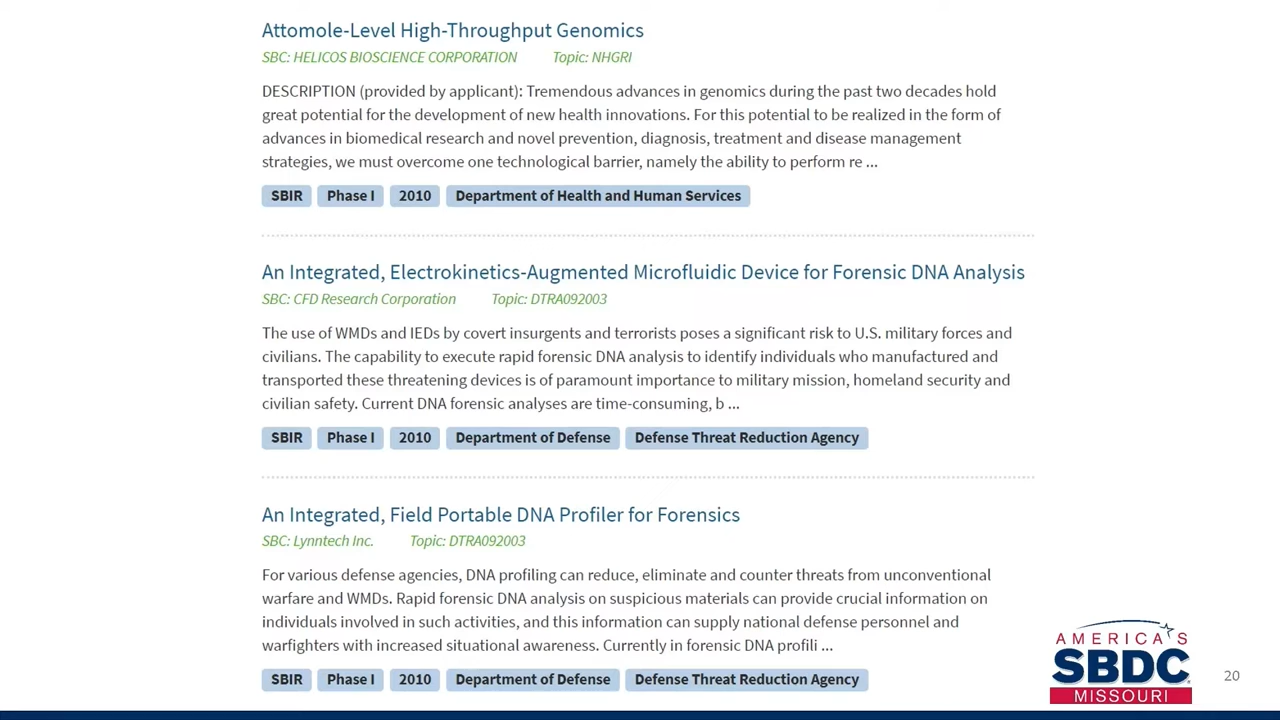 Attomole-Level High-Throughput Genomics
SBC: HELICOS BIOSCIENCE CORPORATION Topic: NHGRI
DESCRIPTION (provided by applicant): Tremendous advances in genomics during the past two decades hold
great potential for the development of new health innovations. For this potential to be realized in the form of
advances in biomedical research and novel prevention, diagnosis, treatment and disease management
strategies, we must overcome one technological barrier, namely the ability to perform re ...
SBIR Phase I 2010 Department of Health and Human Services
An Integrated, Electrokinetics-Augmented Microfluidic Device for Forensic DNA Analysis
SBC: CFD Research Corporation Topic: DTRA092003
The use of WMDs and IEDs by covert insurgents and terrorists poses a significant risk to U.S. military forces and
civilians. The capability to execute rapid forensic DNA analysis to identify individuals who manufactured and
transported these threatening devices is of paramount importance to military mission, homeland security and
civilian safety. Current DNA forensic analyses are time-consuming, b ...
SBIR Phase I 2010 Department of Defense Defense Threat Reduction Agency
An Integrated, Field Portable DNA Profiler for Forensics
SBC: Lynntech Inc. Topic: DTRA092003
For various defense agencies, DNA profiling can reduce, eliminate and counter threats from unconventional
warfare and WMDs. Rapid forensic DNA analysis on suspicious materials can provide crucial information on
individuals involved in such activities, and this information can supply national defense personnel and
warfighters with increased situational awareness. Currently in forensic DNA profili ...
SBIR Phase I 2010 Department of Defense Defense Threat Reduction Agency
AMERICA'S
SBDC
MISSOURI
20